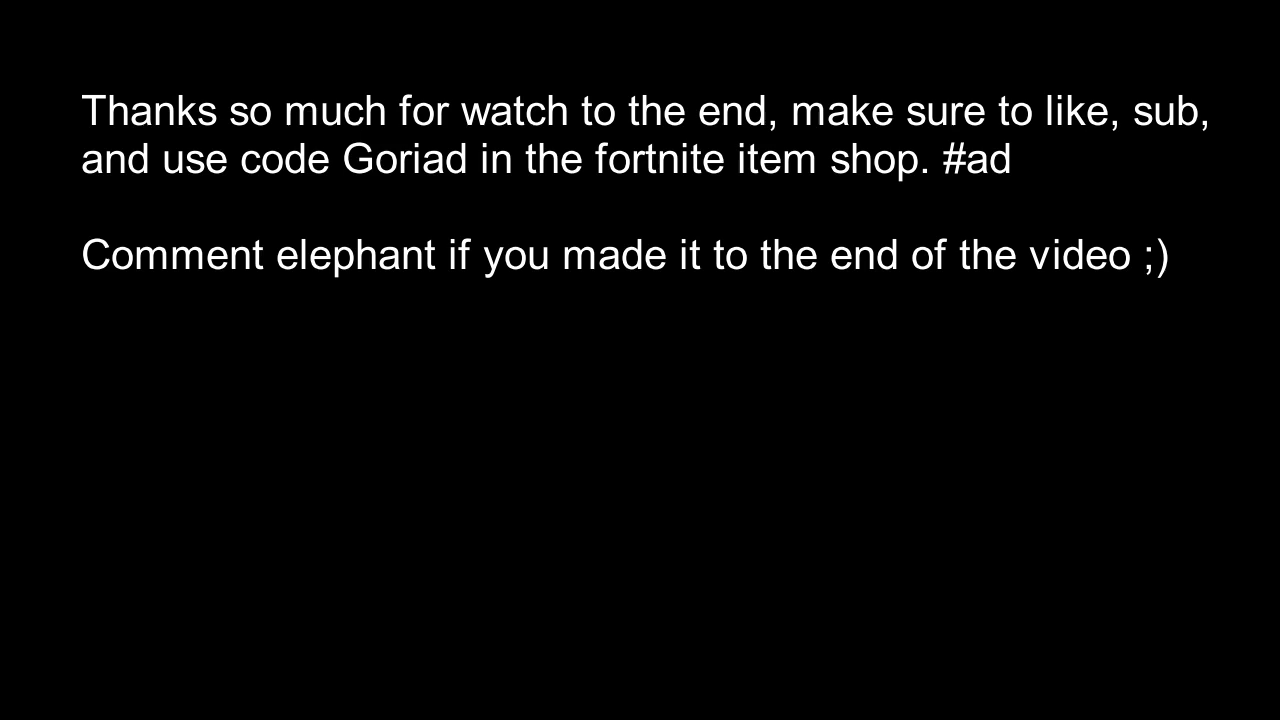 Thanks so much for watch to the end, make sure to like, sub,
and use code Goriad in the fortnite item shop. #ad
Comment elephant if you made it to the end of the video ;)